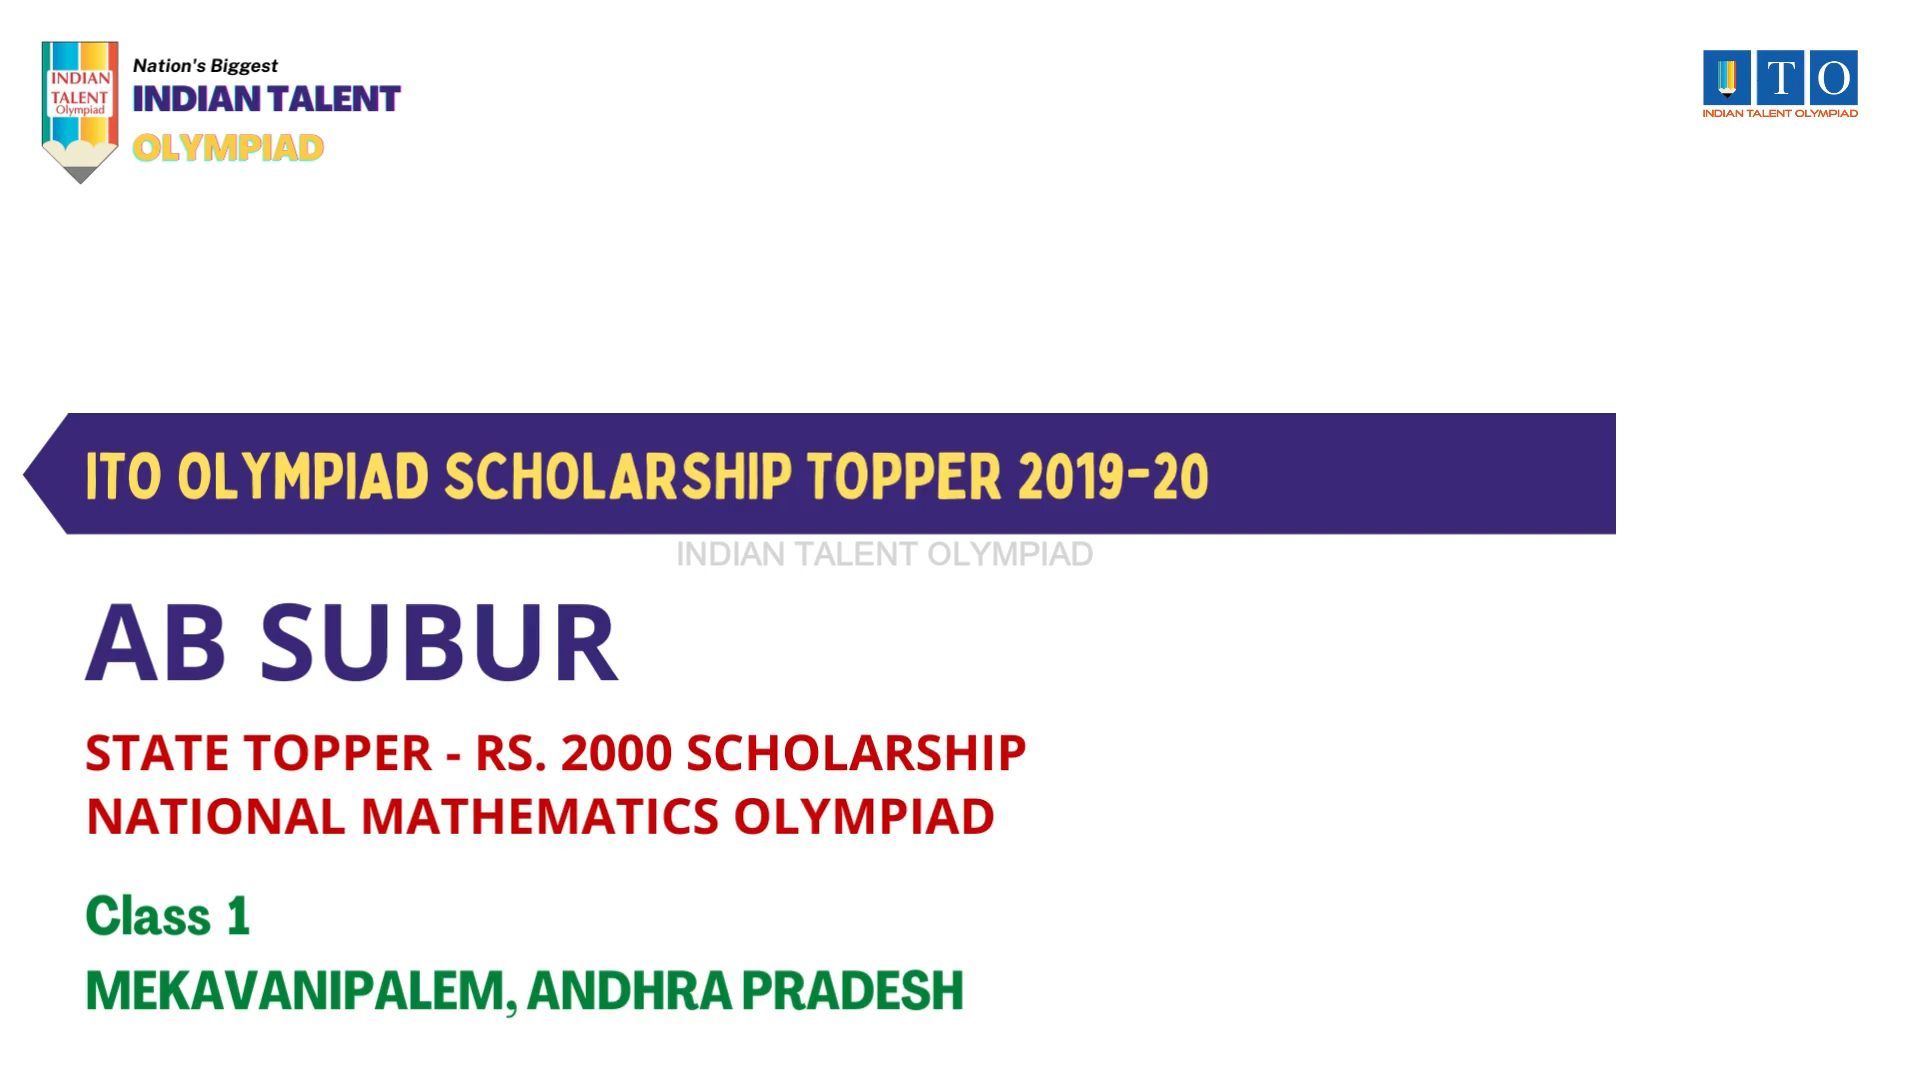 Nation's Biggest
INDIAN TALENT
OLYMPIAD
INDIAN
TALENT
Olympiad
T O
INDIAN TALENT OLYMPIAD
ITO OLYMPIAD SCHOLARSHIP TOPPER 2019-20
INDIAN TALENT OLYMPIAD
AB SUBUR
STATE TOPPER - RS. 2000 SCHOLARSHIP
NATIONAL MATHEMATICS OLYMPIAD
Class 1
MEKAVANIPALEM, ANDHRA PRADESH